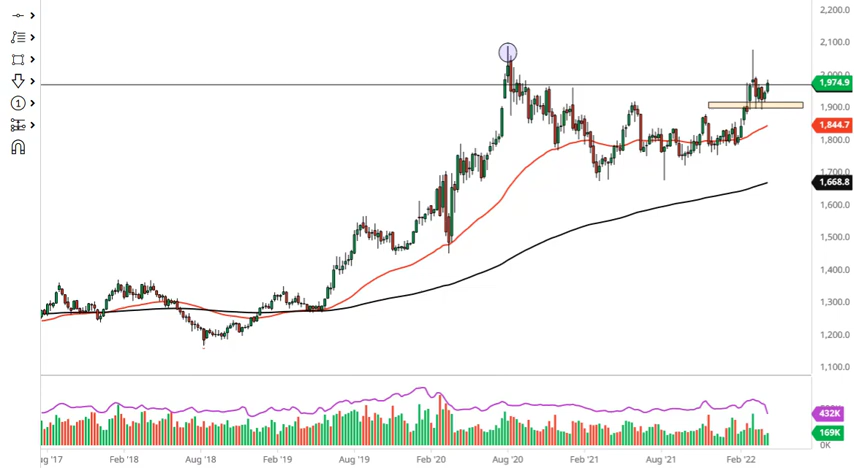 2,200.0
2,100.0
2,000.0
1,974.9
1,900.0
1,844.7
1,800.0
1,700.0
1,668.8
1,600.0
1,500.0
1,400.0
1,300.0
1,200.0
1,100.0
1
432K
169K
0K
ug '17
Feb '18
Aug '18
Feb '19
Aug '19
Feb '20
Aug '20
Feb '21
Aug '21
Feb '22